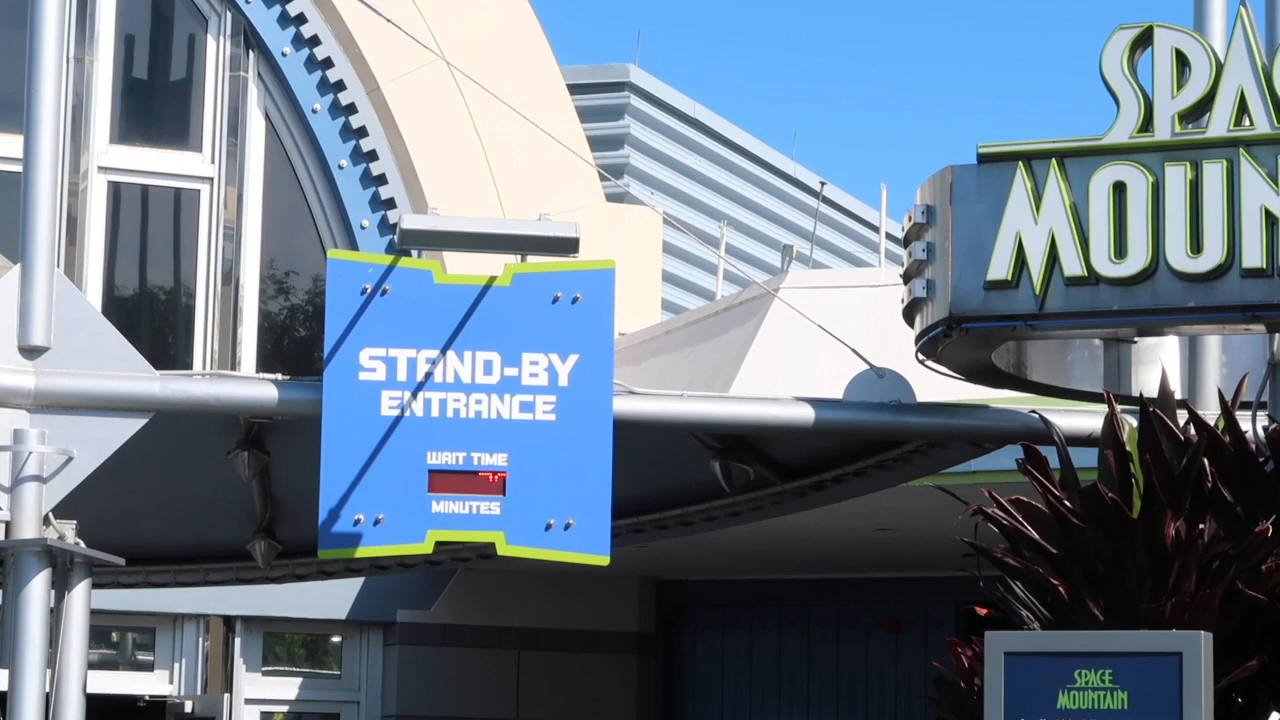 STAND-BY
ENTRANCE
WAIT TIME
MINUTES
SPA
MOUN
SPACE
MOUNTAIN